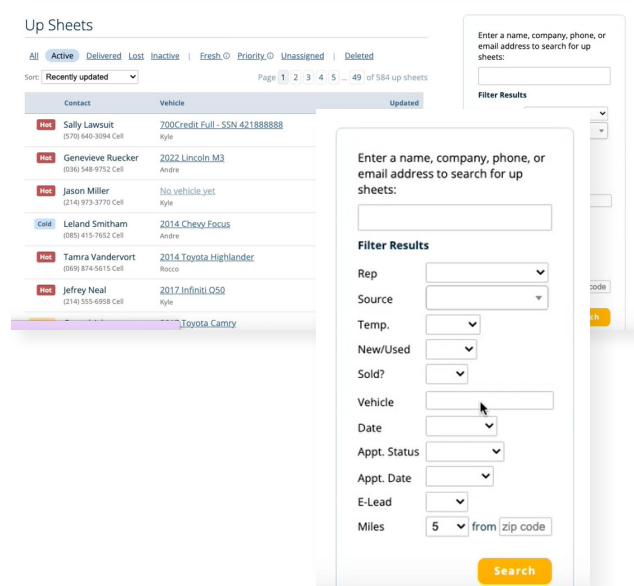 Up Sheets
All Active Delivered Lost Inactive | Fresh Priority Unassigned | Deleted
Sort: Recently updated
Page 1 2 3 4 5 ... 49 of 584 up sheets
Contact Vehicle Updated
Hot Sally Lawsuit 700Credit Full - SSN 421888888
(570) 640-3094 Cell Kyle
Hot Genevieve Ruecker 2022 Lincoln M3
(036) 548-9752 Cell Andre
Hot Jason Miller No vehicle yet
(214) 973-3770 Cell Kyle
Cold Leland Smitham 2014 Chevy Focus
(085) 415-7652 Cell Andre
Hot Tamra Vandervort 2014 Toyota Highlander
(069) 874-5615 Cell Rocco
Hot Jefrey Neal 2017 Infiniti Q50
(214) 555-6958 Cell Kyle
Toyota Camry
Enter a name, company, phone, or
email address to search for up
sheets:
Filter Results
code
Enter a name, company, phone, or
email address to search for up
sheets:
Filter Results
Rep
Source
Temp.
New/Used
Sold?
Vehicle
Date
Appt. Status
Appt. Date
E-Lead
Miles 5 from zip code
Search